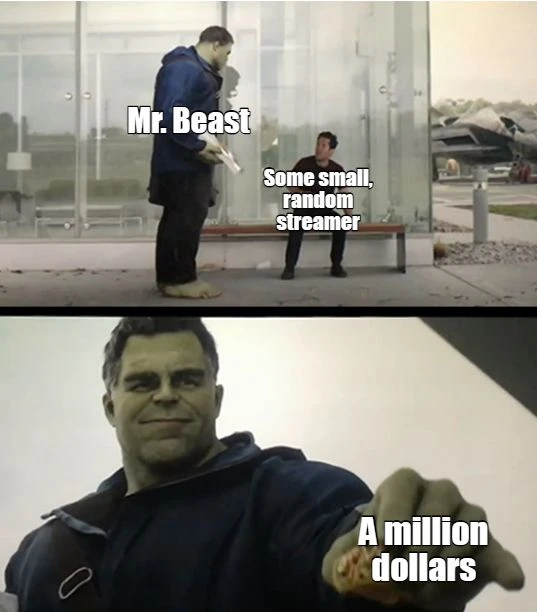 Mr. Beast
Some small,
random
streamer
A million
dollars